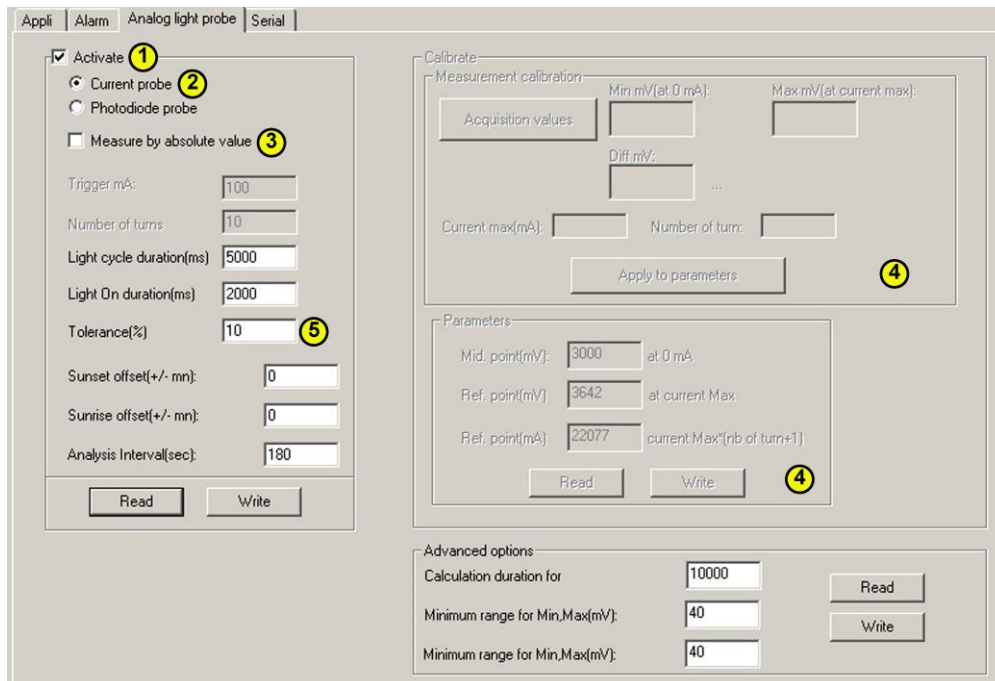 Appli Alarm Analog light probe Serial
Activate 1
Current probe 2
Photodiode probe
Measure by absolute value 3
Trigger mA: 100
Number of turns 10
Light cycle duration(ms) 5000
Light On duration(ms) 2000
Tolerance(%) 10 5
Sunset offset(+/- mn): 0
Sunrise offset(+/- mn): 0
Analysis Interval(sec): 180
Read Write
Calibrate
Measurement calibration
Min mV(at 0 mA): Max mV(at current max):
Acquisition values
Diff mV:
...
Current max(mA): Number of turn:
Apply to parameters 4
Parameters
Mid. point(mV): 3000 at 0 mA
Ref. point(mV) 3642 at current Max
Ref. point(mA) 22077 current Max*(nb of turn+1)
Read Write 4
Advanced options
Calculation duration for 10000
Read
Minimum range for Min,Max(mV): 40
Write
Minimum range for Min,Max(mV): 40